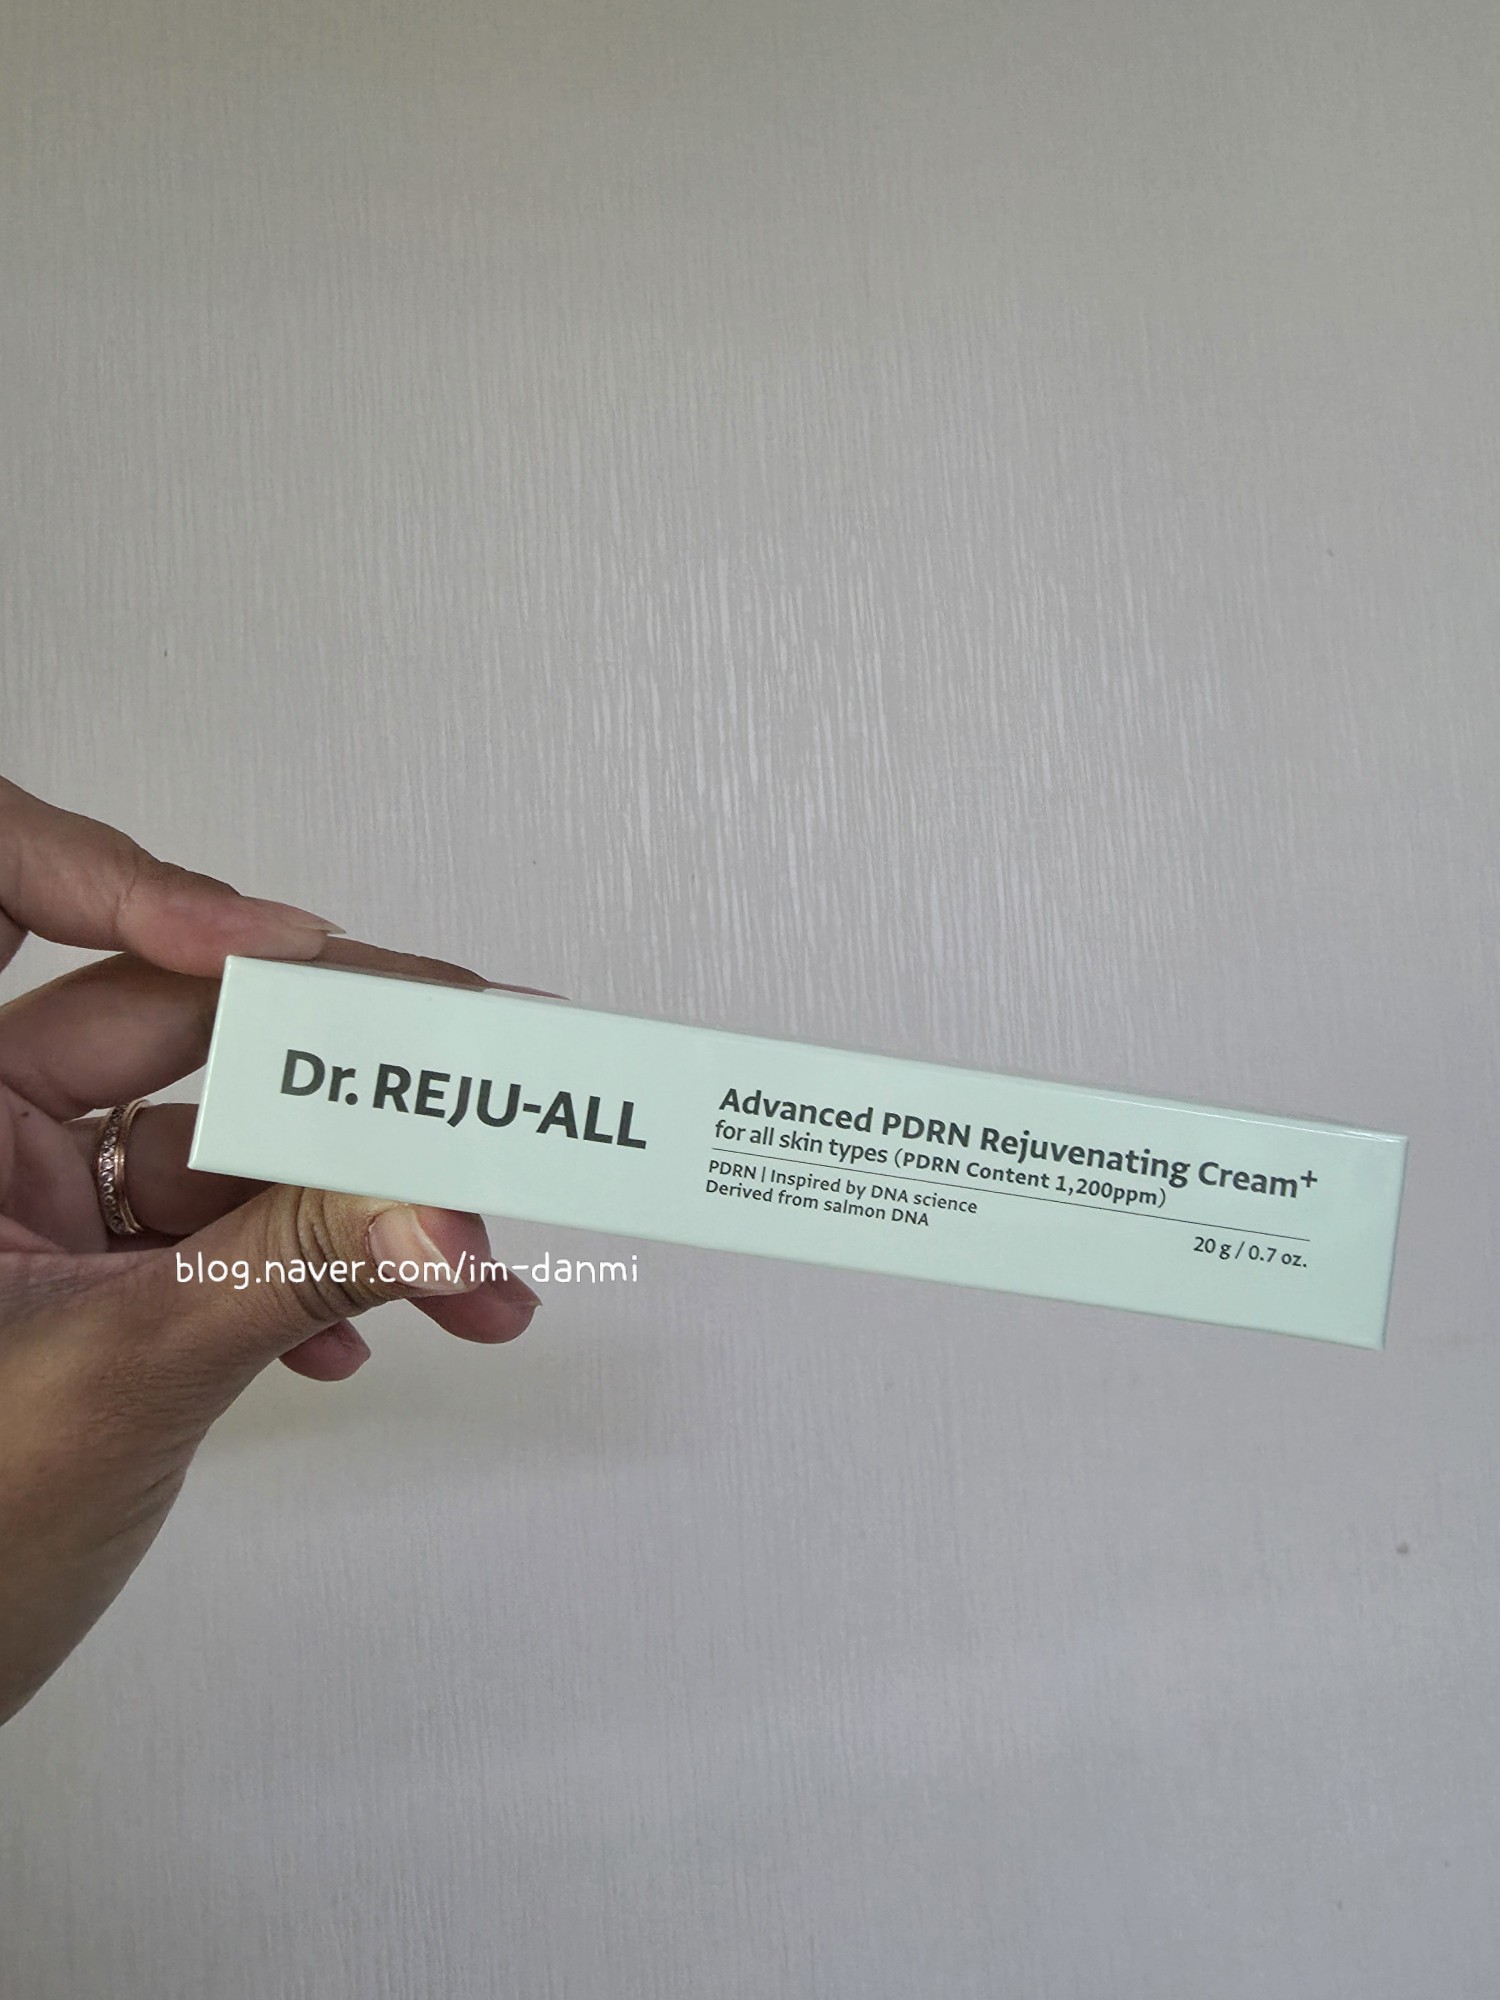 Dr. REJU-ALL
Advanced PDRN Rejuvenating Cream⁺
for all skin types (PDRN Content 1,200ppm)
PDRN | Inspired by DNA science
Derived from salmon DNA
20 g / 0.7 oz.
blog.naver.com/im-danmi